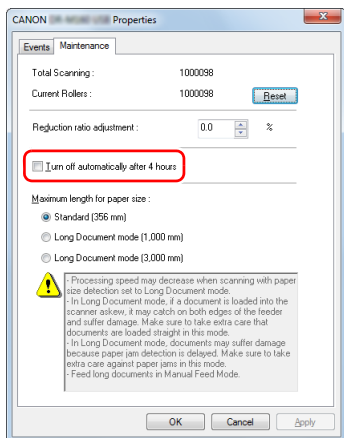 CANON DR-M160 USB Properties
Events
Maintenance
Total Scanning :
1000098
Current Rollers :
1000098
Reset
Reduction ratio adjustment :
0.0
%
Turn off automatically after 4 hours
Maximum length for paper size :
Standard (356 mm)
Long Document mode (1,000 mm)
Long Document mode (3,000 mm)
- Processing speed may decrease when scanning with paper
size detection set to Long Document mode.
- In Long Document mode, if a document is loaded into the
scanner askew, it may catch on both edges of the feeder
and suffer damage. Make sure to take extra care that
documents are loaded straight in this mode.
- In Long Document mode, documents may suffer damage
because paper jam detection is delayed. Make sure to take
extra care against paper jams in this mode.
- Feed long documents in Manual Feed Mode.
OK
Cancel
Apply